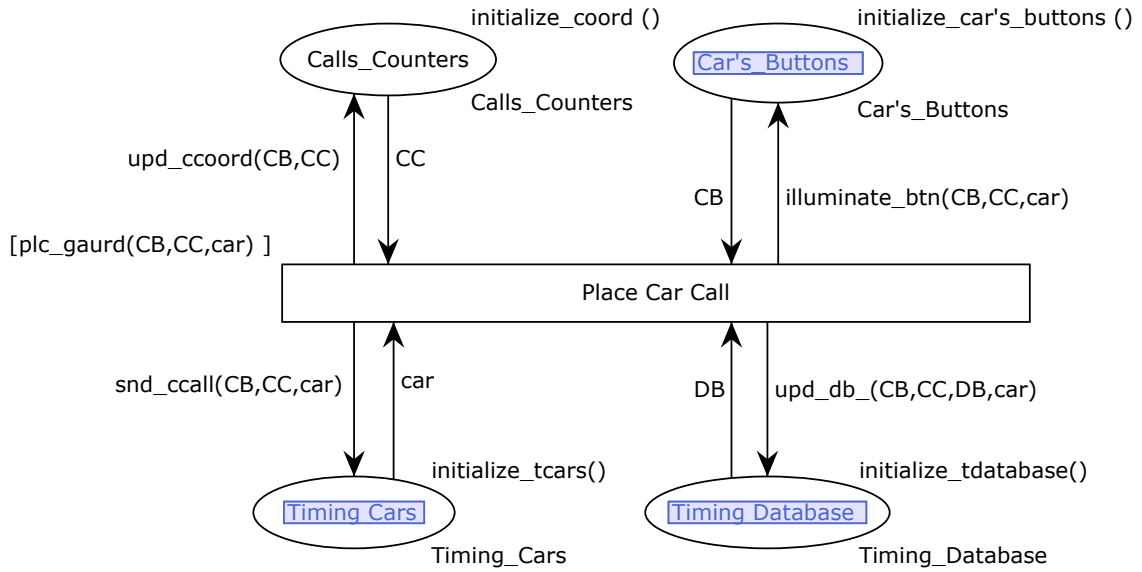 initialize_coord ()
initialize_car's_buttons ()
Calls_Counters
Car's_Buttons
Calls_Counters
Car's_Buttons
upd_ccoord(CB,CC)
CC
CB
illuminate_btn(CB,CC,car)
[plc_gaurd(CB,CC,car) ]
Place Car Call
snd_ccall(CB,CC,car)
car
DB
upd_db_(CB,CC,DB,car)
initialize_tcars()
initialize_tdatabase()
Timing Cars
Timing Database
Timing_Cars
Timing_Database